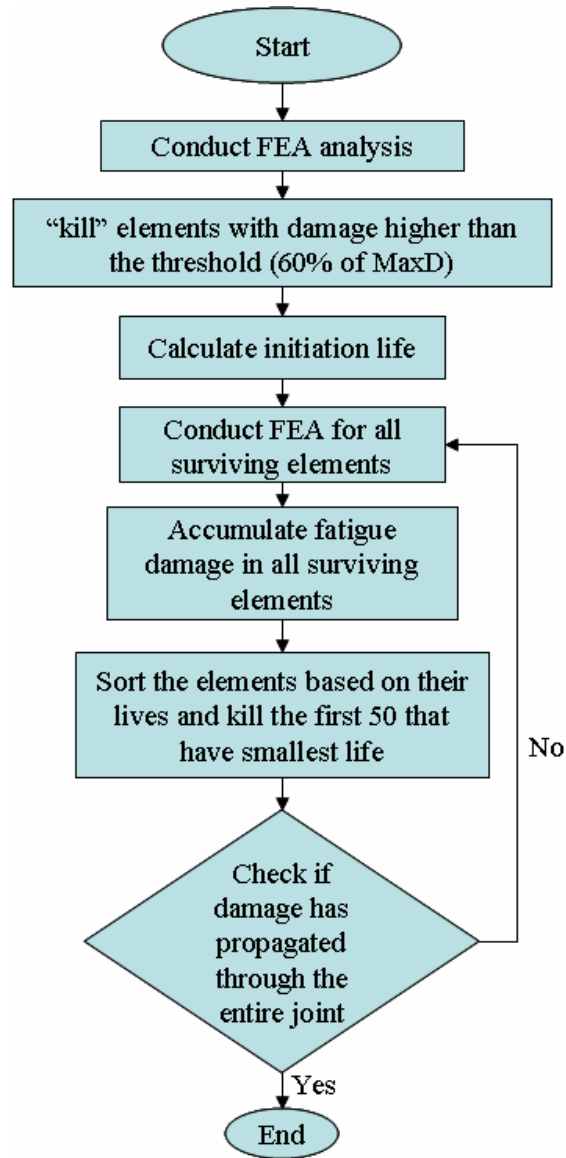 Start
Conduct FEA analysis
“kill” elements with damage higher than
the threshold (60% of MaxD)
Calculate initiation life
Conduct FEA for all
surviving elements
Accumulate fatigue
damage in all surviving
elements
Sort the elements based on their
lives and kill the first 50 that
have smallest life
No
Check if
damage has
propagated
through the
entire joint
Yes
End